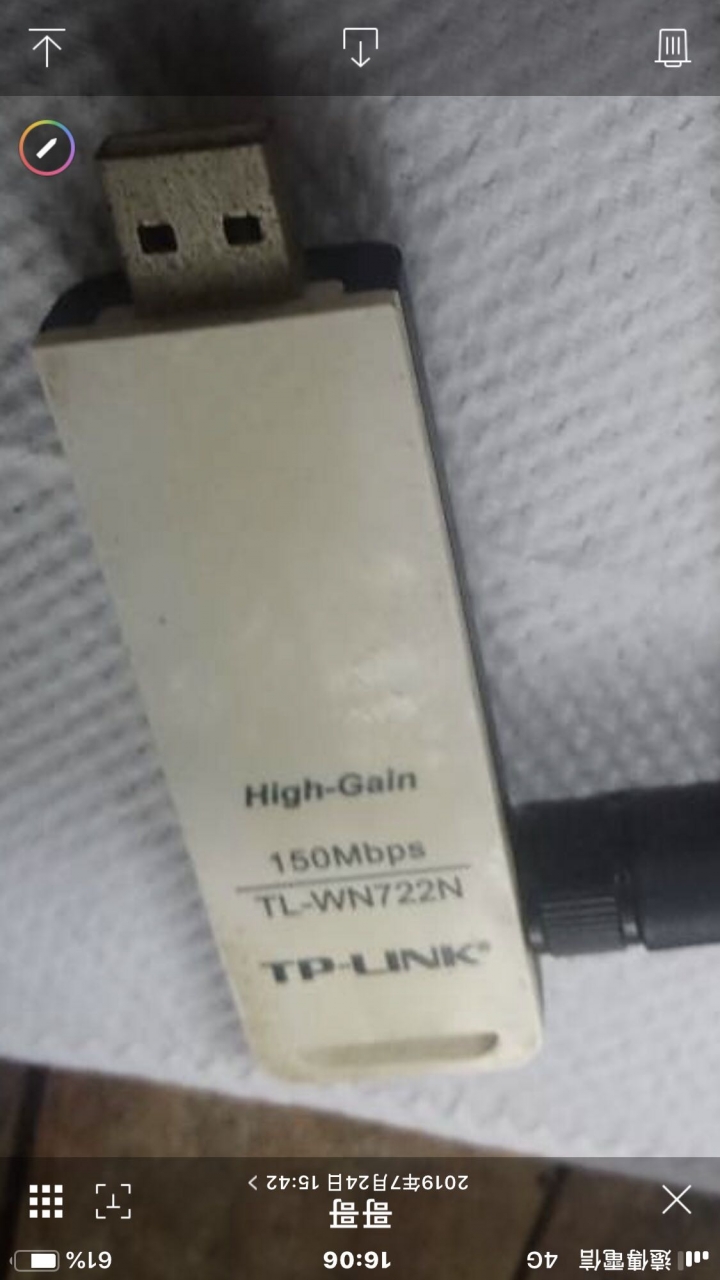 遠傳電信 4G 16:06 61%
哥哥
2019年7月24日 15:42 >
High-Gain
150Mbps
TL-WN722N
TP-LINK®